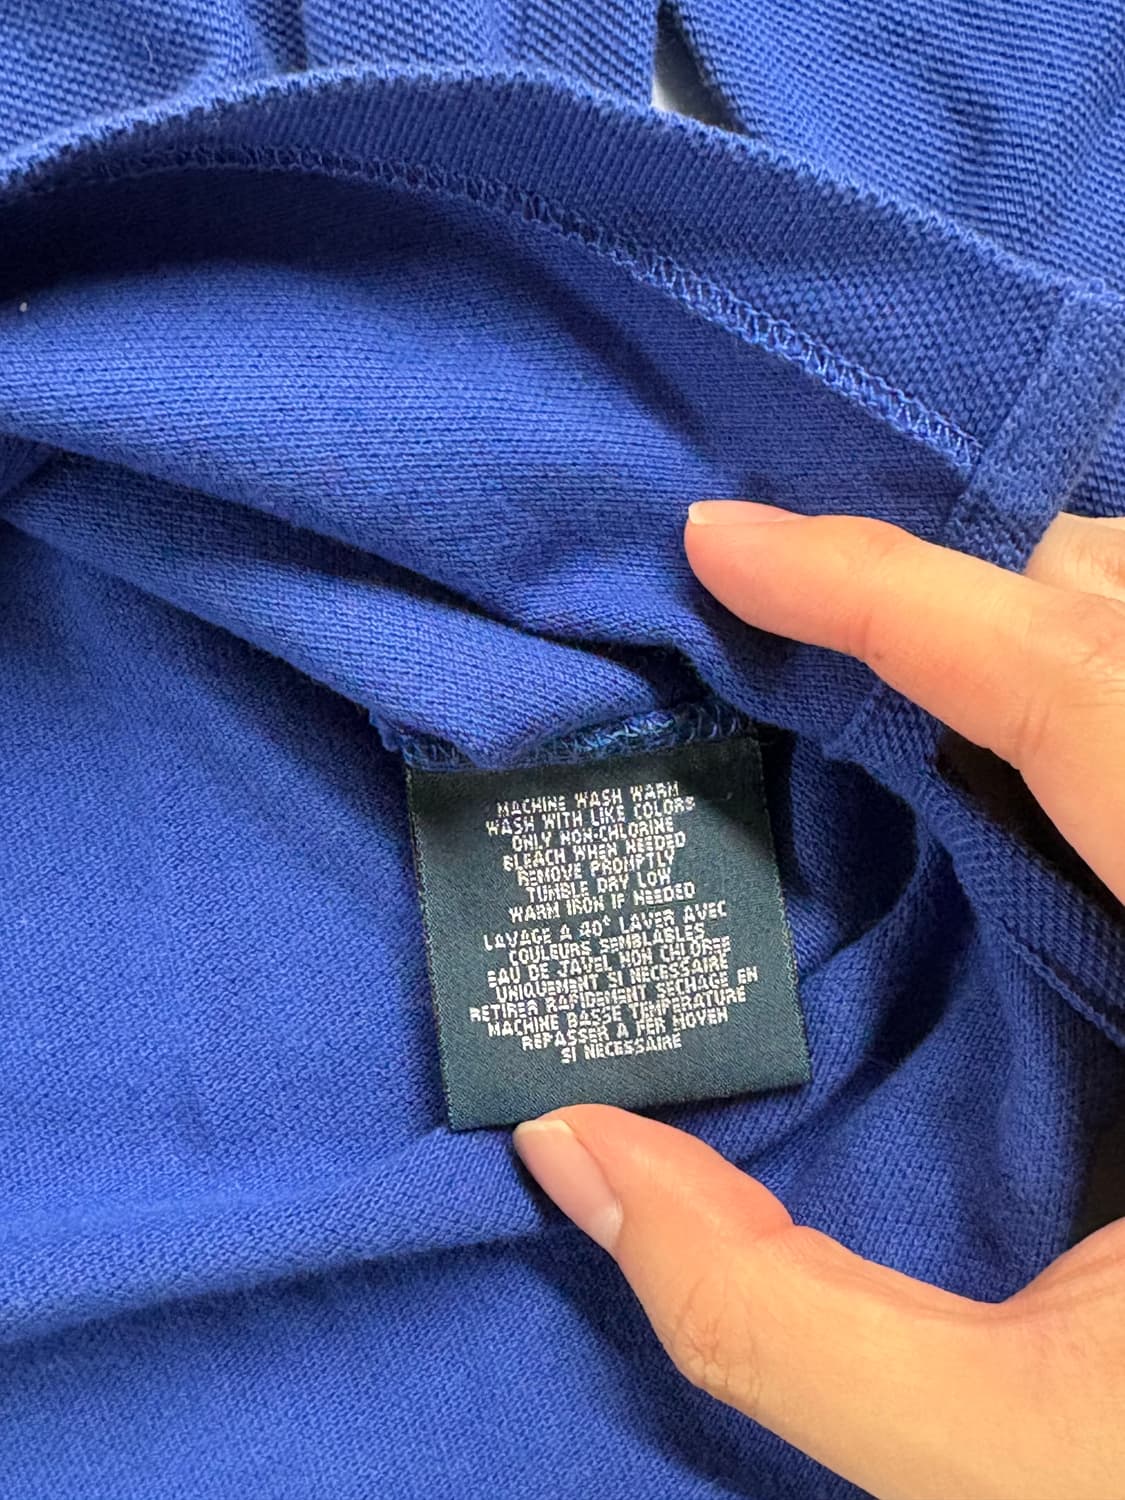 MACHINE WASH WARM
WASH WITH LIKE COLORS
ONLY NON-CHLORINE
BLEACH WHEN NEEDED
REMOVE PROMPTLY
TUMBLE DRY LOW
WARM IRON IF NEEDED
LAVAGE A 40° LAVER AVEC
COULEURS SEMBLABLES
EAU DE JAVEL NON CHLOREE
UNIQUEMENT SI NECESSAIRE
RETIRER RAPIDEMENT SECHAGE EN
MACHINE BASSE TEMPERATURE
REPASSER A FER MOYEN
SI NECESSAIRE